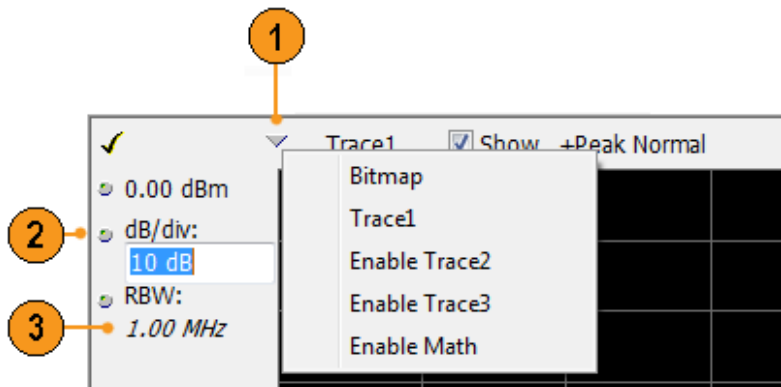 1
Trace1 Show +Peak Normal
0.00 dBm
Bitmap
2
dB/div:
Trace1
10 dB
Enable Trace2
RBW:
Enable Trace3
3
1.00 MHz
Enable Math